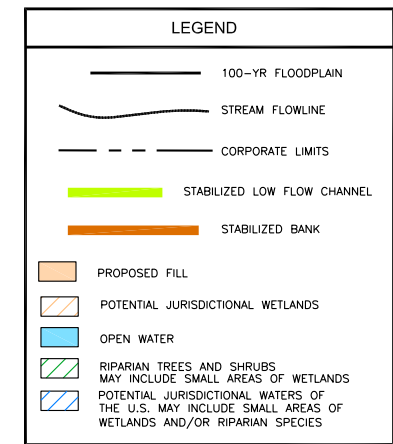 LEGEND
100-YR FLOODPLAIN
STREAM FLOWLINE
CORPORATE LIMITS
STABILIZED LOW FLOW CHANNEL
STABILIZED BANK
PROPOSED FILL
POTENTIAL JURISDICTIONAL WETLANDS
OPEN WATER
RIPARIAN TREES AND SHRUBS
MAY INCLUDE SMALL AREAS OF WETLANDS
POTENTIAL JURISDICTIONAL WATERS OF
THE U.S. MAY INCLUDE SMALL AREAS OF
WETLANDS AND/OR RIPARIAN SPECIES